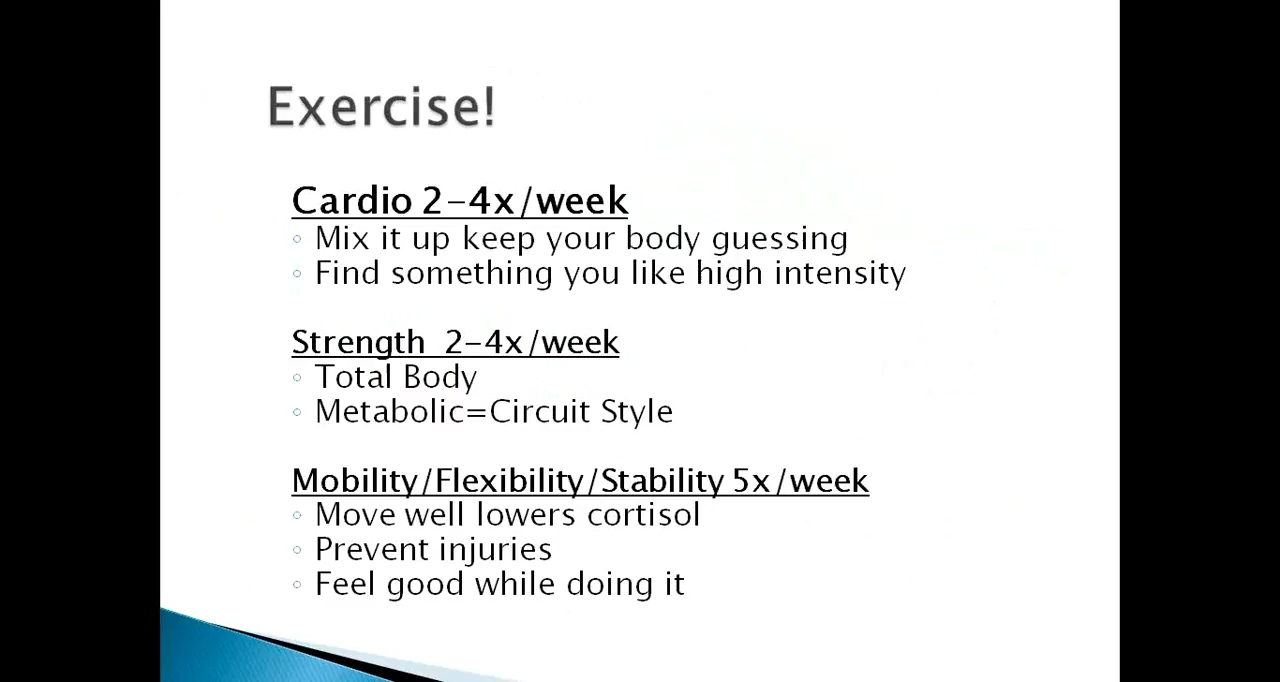 Exercise!
Cardio 2-4x/week
◦ Mix it up keep your body guessing
◦ Find something you like high intensity
Strength  2-4x/week
◦ Total Body
◦ Metabolic=Circuit Style
Mobility/Flexibility/Stability 5x/week
◦ Move well lowers cortisol
◦ Prevent injuries
◦ Feel good while doing it